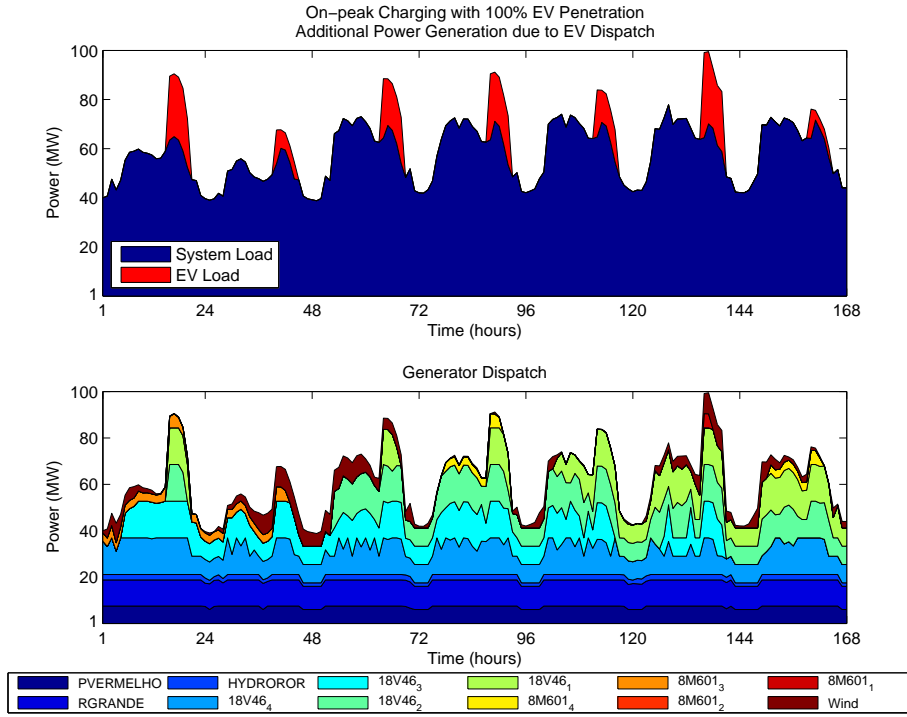 On-peak Charging with 100% EV Penetration
Additional Power Generation due to EV Dispatch
100
80
60
40
20
1
Power (MW)
System Load
EV Load
1 24 48 72 96 120 144 168
Time (hours)
Generator Dispatch
100
80
60
40
20
1
Power (MW)
1 24 48 72 96 120 144 168
Time (hours)
PVERMELHO HYDROROR 18V46₃ 18V46₁ 8M601₃ 8M601₁
RGRANDE 18V46₄ 18V46₂ 8M601₄ 8M601₂ Wind